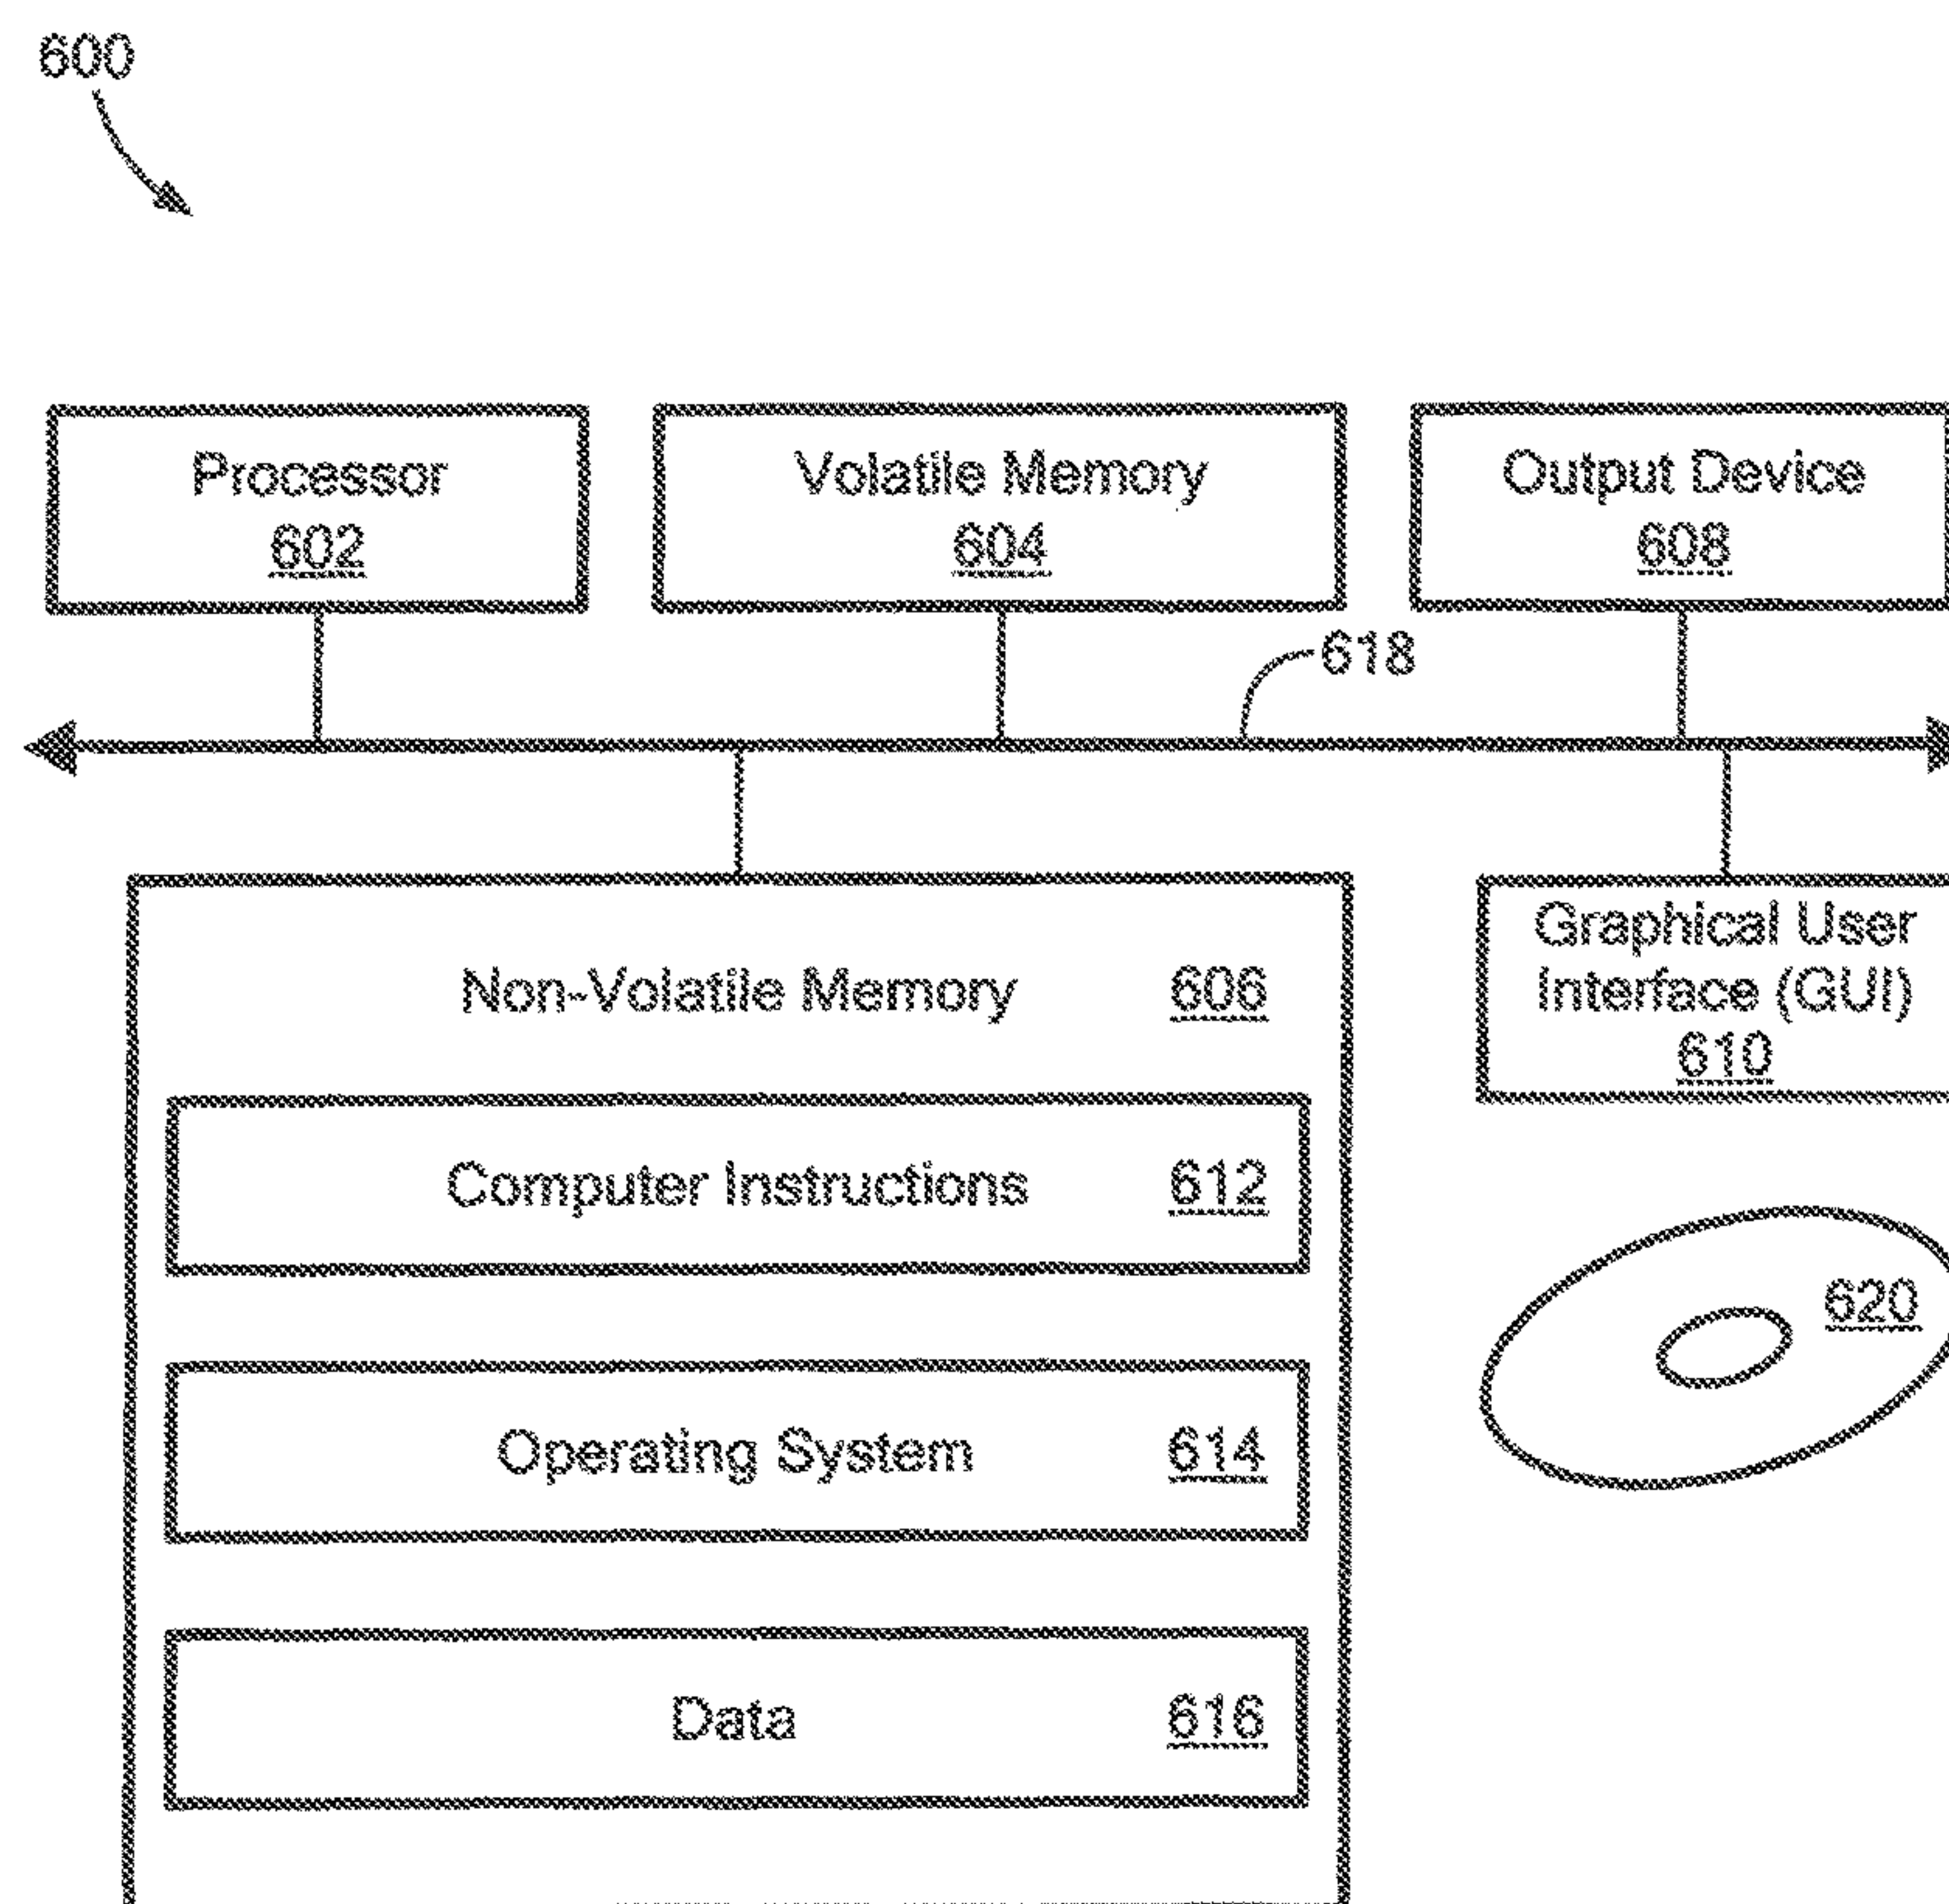 600
Processor
602
Volatile Memory
604
Output Device
608
618
Non-Volatile Memory 606
Graphical User
Interface (GUI)
610
Computer Instructions 612
620
Operating System 614
Data 616